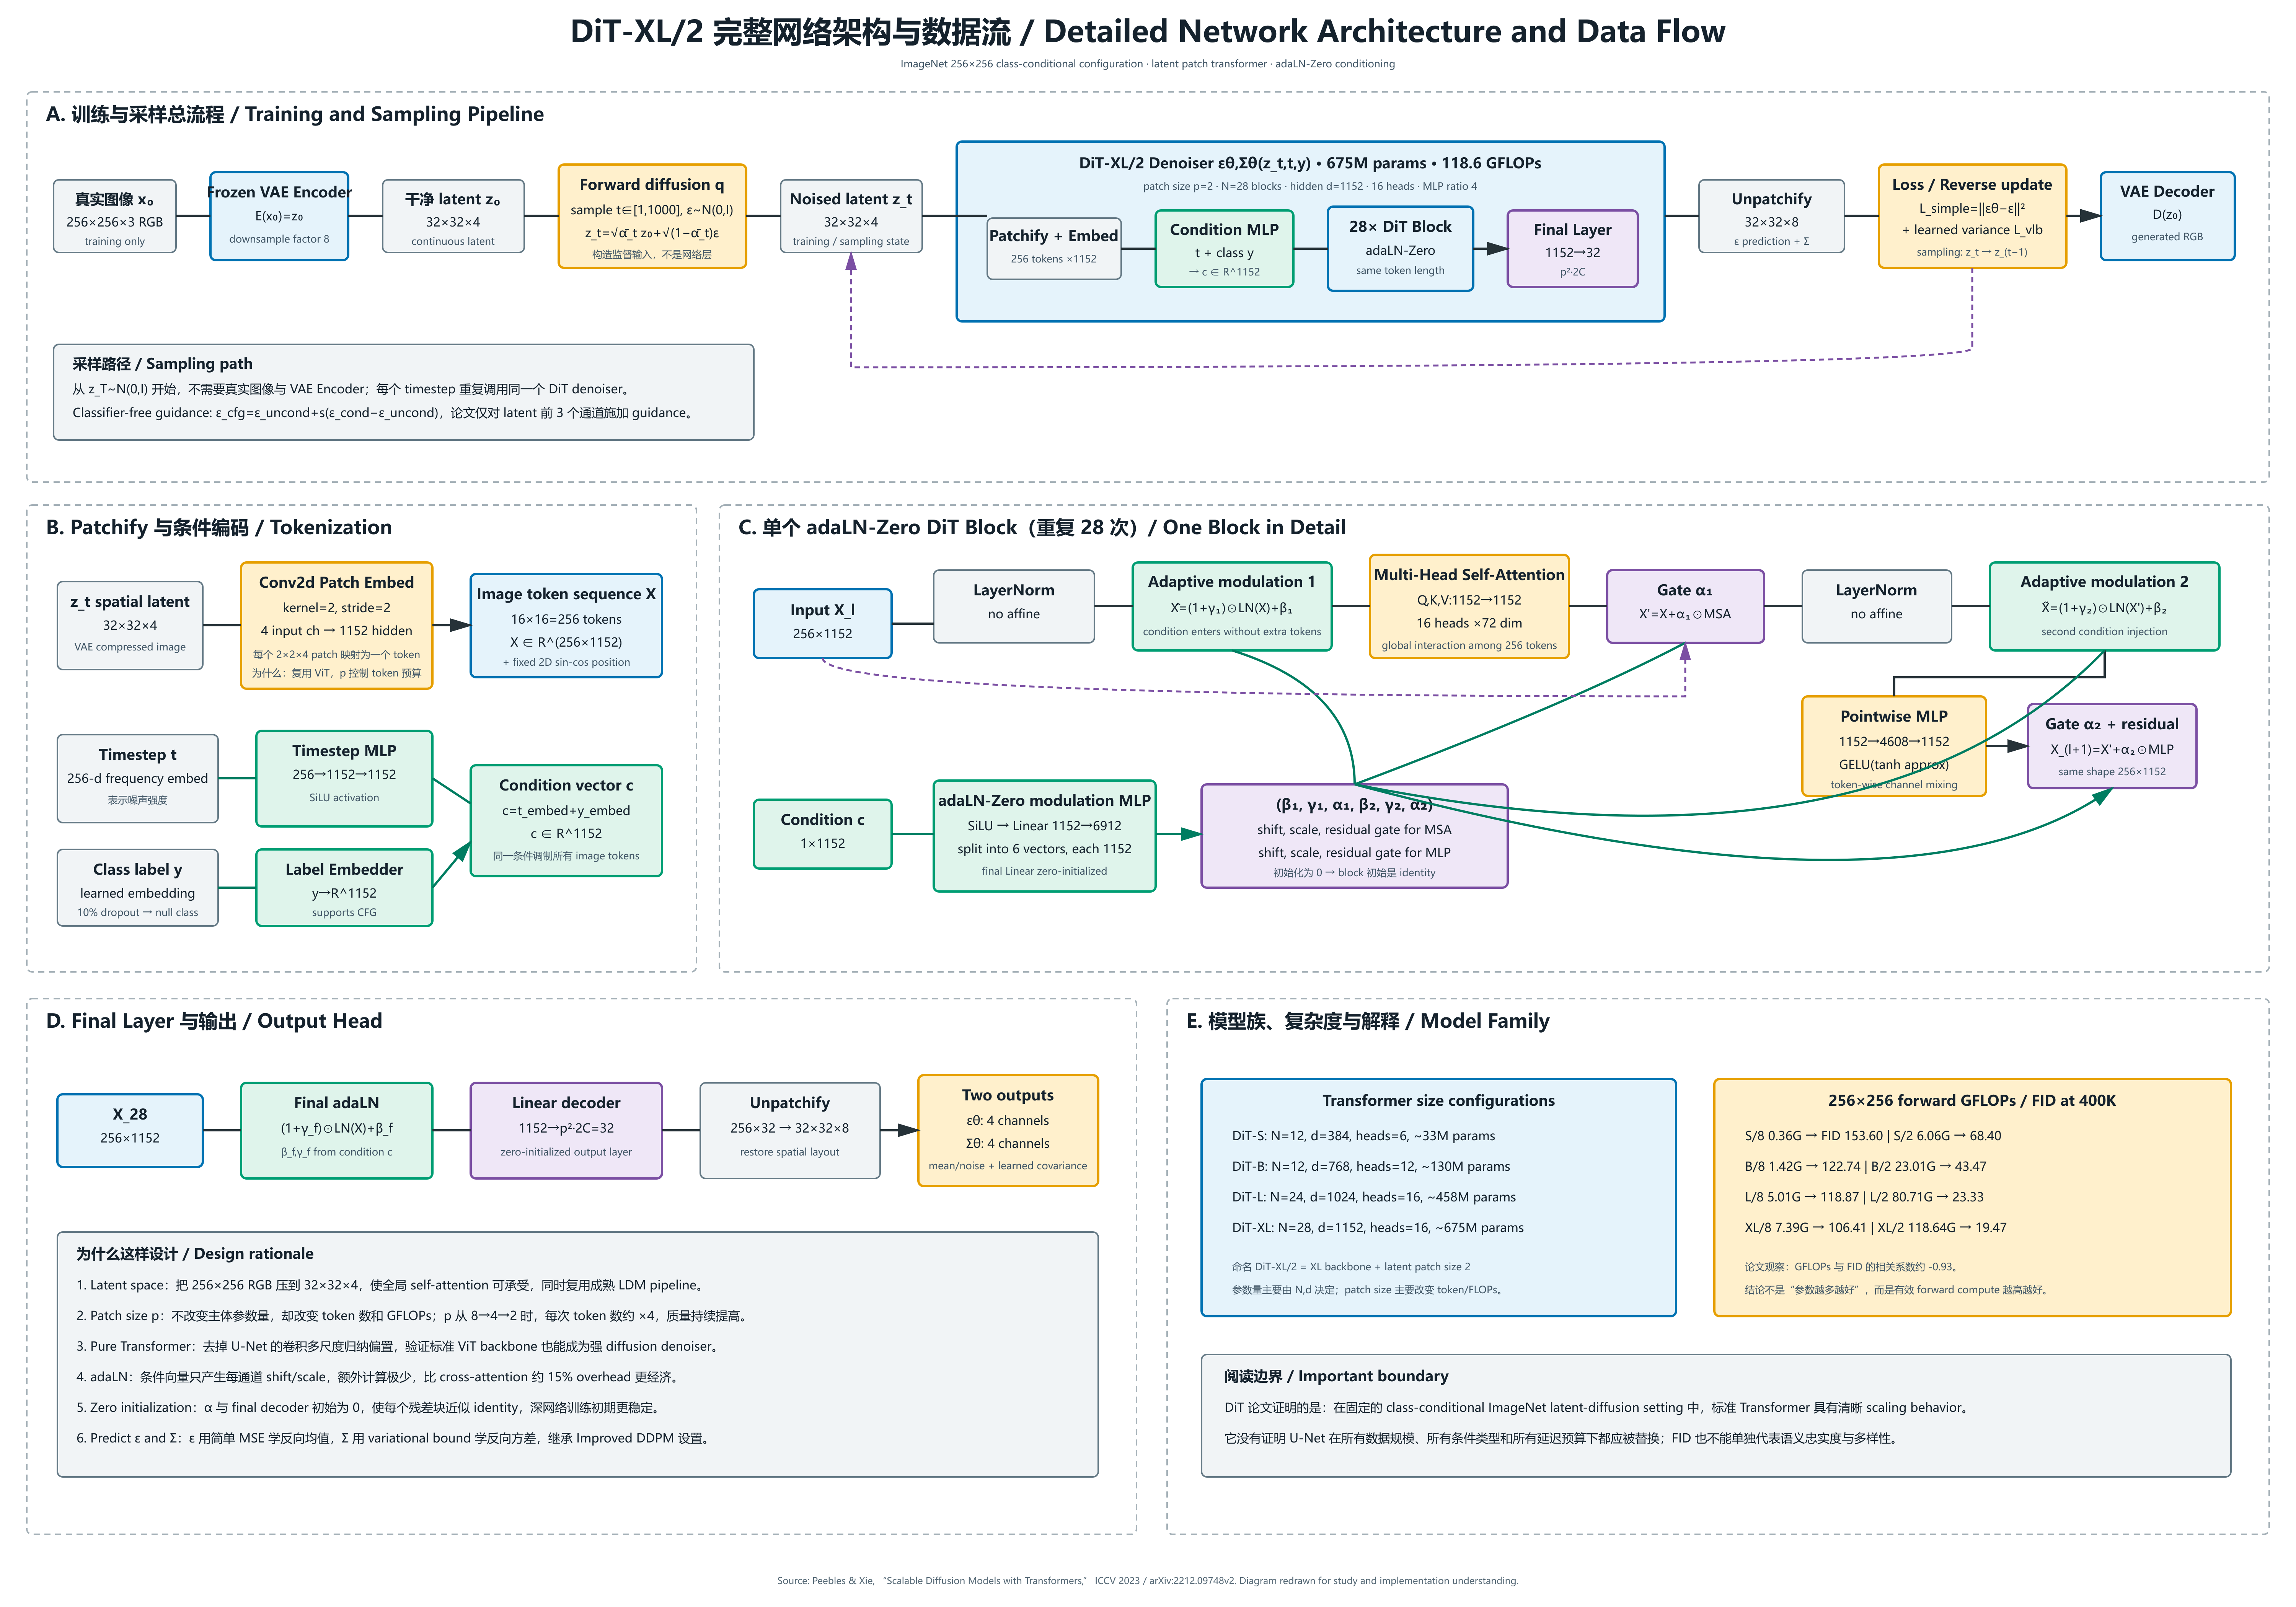 DiT-XL/2 完整网络架构与数据流 / Detailed Network Architecture and Data Flow
ImageNet 256×256 class-conditional configuration · latent patch transformer · adaLN-Zero conditioning
A. 训练与采样总流程 / Training and Sampling Pipeline
真实图像 x₀
256×256×3 RGB
training only
Frozen VAE Encoder
E(x₀)=z₀
downsample factor 8
干净 latent z₀
32×32×4
continuous latent
Forward diffusion q
sample t∈[1,1000], ε~N(0,I)
z_t=√ᾱ_t z₀+√(1−ᾱ_t)ε
构造监督输入，不是网络层
Noised latent z_t
32×32×4
training / sampling state
DiT-XL/2 Denoiser εθ,Σθ(z_t,t,y) • 675M params • 118.6 GFLOPs
patch size p=2 · N=28 blocks · hidden d=1152 · 16 heads · MLP ratio 4
Patchify + Embed
256 tokens ×1152
Condition MLP
t + class y
→ c ∈ R^1152
28× DiT Block
adaLN-Zero
same token length
Final Layer
1152→32
p²·2C
Unpatchify
32×32×8
ε prediction + Σ
Loss / Reverse update
L_simple=||εθ−ε||²
+ learned variance L_vlb
sampling: z_t → z_(t−1)
VAE Decoder
D(z₀)
generated RGB
采样路径 / Sampling path
从 z_T~N(0,I) 开始，不需要真实图像与 VAE Encoder；每个 timestep 重复调用同一个 DiT denoiser。
Classifier-free guidance: ε_cfg=ε_uncond+s(ε_cond−ε_uncond)，论文仅对 latent 前 3 个通道施加 guidance。
B. Patchify 与条件编码 / Tokenization
z_t spatial latent
32×32×4
VAE compressed image
Conv2d Patch Embed
kernel=2, stride=2
4 input ch → 1152 hidden
每个 2×2×4 patch 映射为一个 token
为什么：复用 ViT，p 控制 token 预算
Image token sequence X
16×16=256 tokens
X ∈ R^(256×1152)
+ fixed 2D sin-cos position
Timestep t
256-d frequency embed
表示噪声强度
Timestep MLP
256→1152→1152
SiLU activation
Condition vector c
c=t_embed+y_embed
c ∈ R^1152
同一条件调制所有 image tokens
Class label y
learned embedding
10% dropout → null class
Label Embedder
y→R^1152
supports CFG
C. 单个 adaLN-Zero DiT Block（重复 28 次）/ One Block in Detail
Input X_l
256×1152
LayerNorm
no affine
Adaptive modulation 1
X̂=(1+γ₁)⊙LN(X)+β₁
condition enters without extra tokens
Multi-Head Self-Attention
Q,K,V:1152→1152
16 heads ×72 dim
global interaction among 256 tokens
Gate α₁
X'=X+α₁⊙MSA
LayerNorm
no affine
Adaptive modulation 2
X̂=(1+γ₂)⊙LN(X')+β₂
second condition injection
Pointwise MLP
1152→4608→1152
GELU(tanh approx)
token-wise channel mixing
Gate α₂ + residual
X_(l+1)=X'+α₂⊙MLP
same shape 256×1152
Condition c
1×1152
adaLN-Zero modulation MLP
SiLU → Linear 1152→6912
split into 6 vectors, each 1152
final Linear zero-initialized
(β₁, γ₁, α₁, β₂, γ₂, α₂)
shift, scale, residual gate for MSA
shift, scale, residual gate for MLP
初始化为 0 → block 初始是 identity
D. Final Layer 与输出 / Output Head
X_28
256×1152
Final adaLN
(1+γ_f)⊙LN(X)+β_f
β_f,γ_f from condition c
Linear decoder
1152→p²·2C=32
zero-initialized output layer
Unpatchify
256×32 → 32×32×8
restore spatial layout
Two outputs
εθ: 4 channels
Σθ: 4 channels
mean/noise + learned covariance
为什么这样设计 / Design rationale
1. Latent space：把 256×256 RGB 压到 32×32×4，使全局 self-attention 可承受，同时复用成熟 LDM pipeline。
2. Patch size p：不改变主体参数量，却改变 token 数和 GFLOPs；p 从 8→4→2 时，每次 token 数约 ×4，质量持续提高。
3. Pure Transformer：去掉 U-Net 的卷积多尺度归纳偏置，验证标准 ViT backbone 也能成为强 diffusion denoiser。
4. adaLN：条件向量只产生每通道 shift/scale，额外计算极少，比 cross-attention 约 15% overhead 更经济。
5. Zero initialization：α 与 final decoder 初始为 0，使每个残差块近似 identity，深网络训练初期更稳定。
6. Predict ε and Σ：ε 用简单 MSE 学反向均值，Σ 用 variational bound 学反向方差，继承 Improved DDPM 设置。
E. 模型族、复杂度与解释 / Model Family
Transformer size configurations
DiT-S: N=12, d=384, heads=6, ~33M params
DiT-B: N=12, d=768, heads=12, ~130M params
DiT-L: N=24, d=1024, heads=16, ~458M params
DiT-XL: N=28, d=1152, heads=16, ~675M params
命名 DiT-XL/2 = XL backbone + latent patch size 2
参数量主要由 N,d 决定；patch size 主要改变 token/FLOPs。
256×256 forward GFLOPs / FID at 400K
S/8 0.36G → FID 153.60 | S/2 6.06G → 68.40
B/8 1.42G → 122.74 | B/2 23.01G → 43.47
L/8 5.01G → 118.87 | L/2 80.71G → 23.33
XL/8 7.39G → 106.41 | XL/2 118.64G → 19.47
论文观察：GFLOPs 与 FID 的相关系数约 -0.93。
结论不是“参数越多越好”，而是有效 forward compute 越高越好。
阅读边界 / Important boundary
DiT 论文证明的是：在固定的 class-conditional ImageNet latent-diffusion setting 中，标准 Transformer 具有清晰 scaling behavior。
它没有证明 U-Net 在所有数据规模、所有条件类型和所有延迟预算下都应被替换；FID 也不能单独代表语义忠实度与多样性。
Source: Peebles & Xie, “Scalable Diffusion Models with Transformers,” ICCV 2023 / arXiv:2212.09748v2. Diagram redrawn for study and implementation understanding.